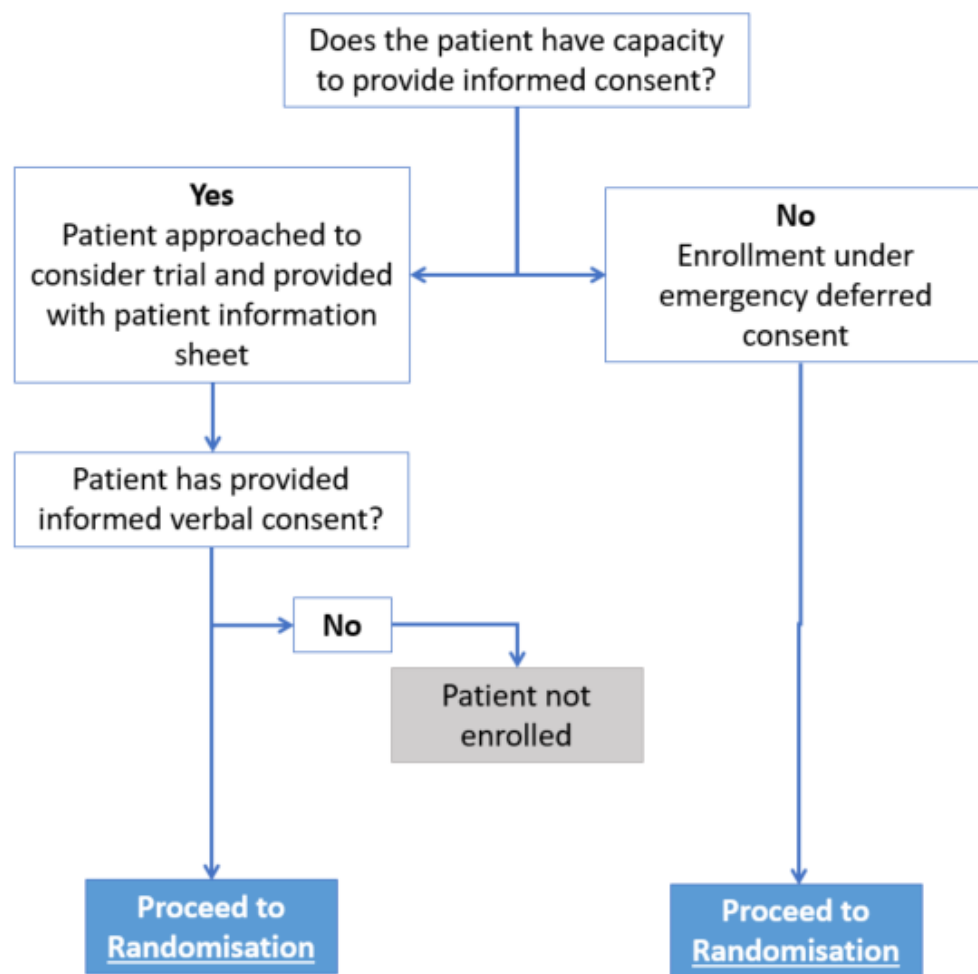 Does the patient have capacity
to provide informed consent?
Yes
Patient approached to
consider trial and provided
with patient information
sheet
No
Enrollment under
emergency deferred
consent
Patient has provided
informed verbal consent?
No
Patient not
enrolled
Proceed to
Randomisation
Proceed to
Randomisation